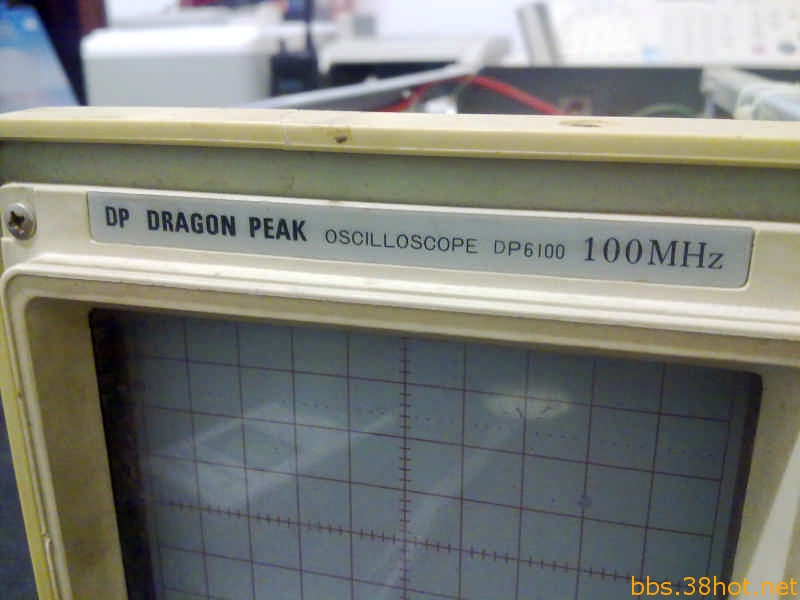 DP DRAGON PEAK OSCILLOSCOPE DP6100 100MHz
bbs.38hot.net